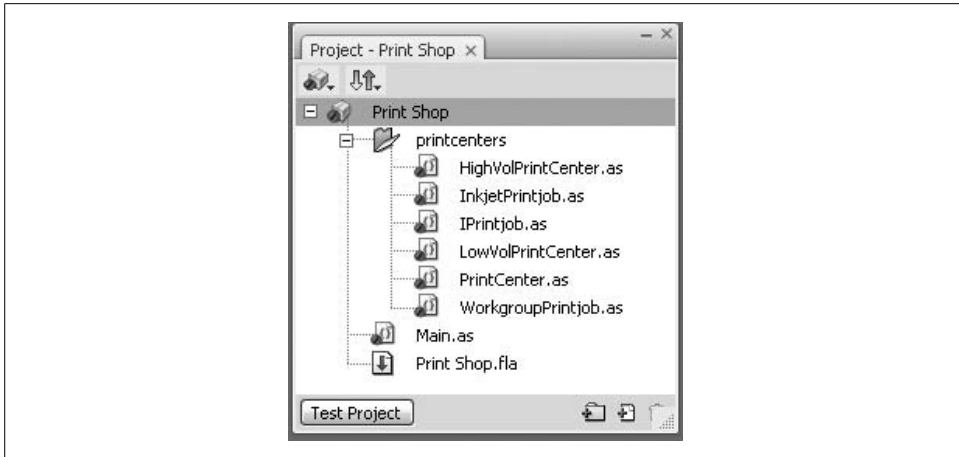 Project - Print Shop
Print Shop
printcenters
HighVolPrintCenter.as
InkjetPrintjob.as
IPrintjob.as
LowVolPrintCenter.as
PrintCenter.as
WorkgroupPrintjob.as
Main.as
Print Shop.fla
Test Project